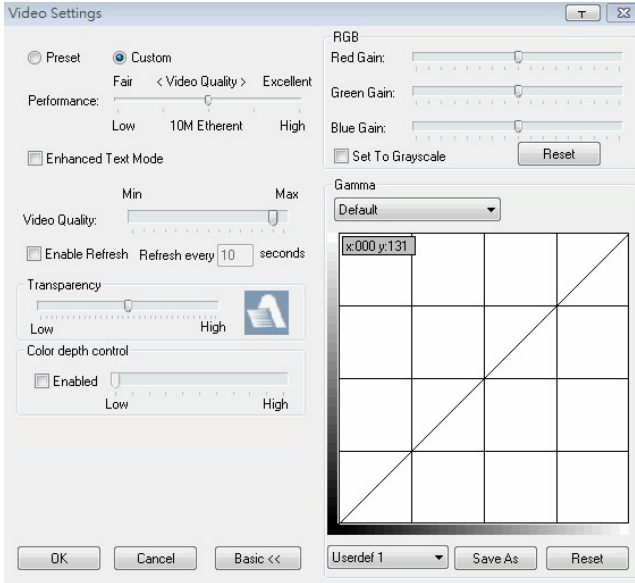 Video Settings
T
Preset
Custom
Fair < Video Quality > Excellent
Performance:
Low 10M Etherent High
Enhanced Text Mode
Min Max
Video Quality:
Enable Refresh Refresh every 10 seconds
Transparency
Low High
Color depth control
Enabled
Low High
OK
Cancel
Basic <<
RGB
Red Gain:
Green Gain:
Blue Gain:
Set To Grayscale
Reset
Gamma
Default
x:000 y:131
Userdef 1
Save As
Reset